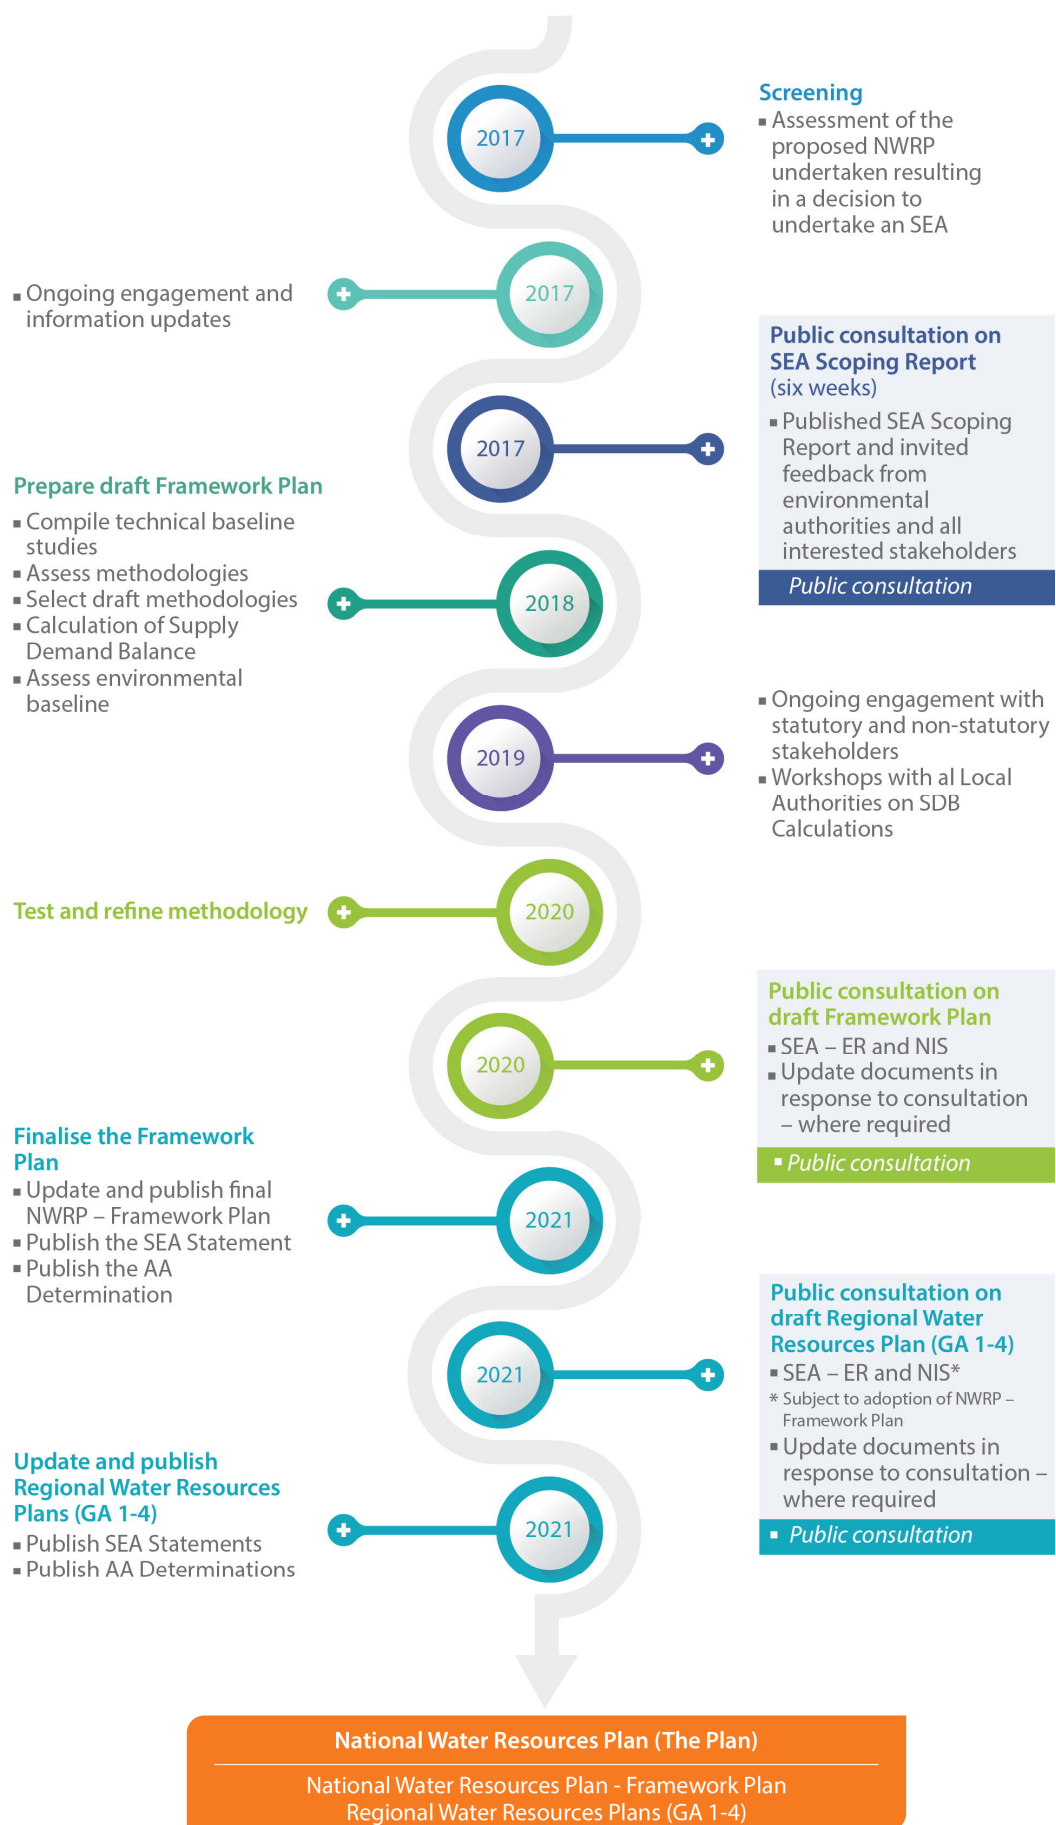 2017
Screening
▪ Assessment of the
proposed NWRP
undertaken resulting
in a decision to
undertake an SEA
▪ Ongoing engagement and
information updates
2017
2017
Public consultation on
SEA Scoping Report
(six weeks)
▪ Published SEA Scoping
Report and invited
feedback from
environmental
authorities and all
interested stakeholders
Public consultation
Prepare draft Framework Plan
▪ Compile technical baseline
studies
▪ Assess methodologies
▪ Select draft methodologies
▪ Calculation of Supply
Demand Balance
▪ Assess environmental
baseline
2018
2019
▪ Ongoing engagement with
statutory and non-statutory
stakeholders
▪ Workshops with al Local
Authorities on SDB
Calculations
Test and refine methodology
2020
2020
Public consultation on
draft Framework Plan
▪ SEA – ER and NIS
▪ Update documents in
response to consultation
– where required
▪ Public consultation
Finalise the Framework
Plan
▪ Update and publish final
NWRP – Framework Plan
▪ Publish the SEA Statement
▪ Publish the AA
Determination
2021
2021
Public consultation on
draft Regional Water
Resources Plan (GA 1-4)
▪ SEA – ER and NIS*
* Subject to adoption of NWRP –
Framework Plan
▪ Update documents in
response to consultation –
where required
▪ Public consultation
Update and publish
Regional Water Resources
Plans (GA 1-4)
▪ Publish SEA Statements
▪ Publish AA Determinations
2021
National Water Resources Plan (The Plan)
National Water Resources Plan - Framework Plan
Regional Water Resources Plans (GA 1-4)